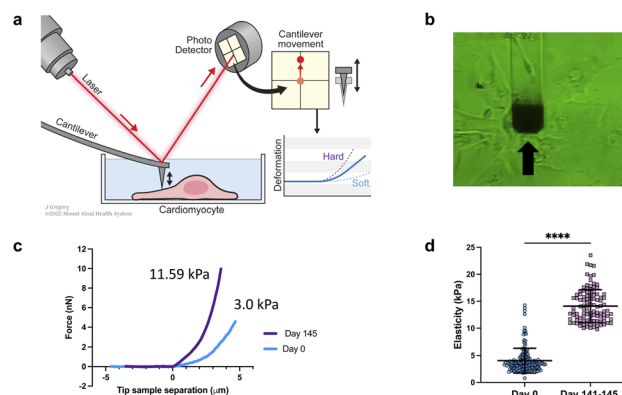 a
Photo
Detector
Cantilever
movement
Laser
Cantilever
Deformation
Hard
Soft
Cardiomyocyte
J Gregory
©2023 Mount Sinai Health System
b
c
Force (nN)
12
10
8
6
4
2
0
-2
-5
0
5
11.59 kPa
3.0 kPa
Day 145
Day 0
Tip sample separation (μm)
d
****
Elasticity (kPa)
25
20
15
10
5
0
Day 0
Day 141-145